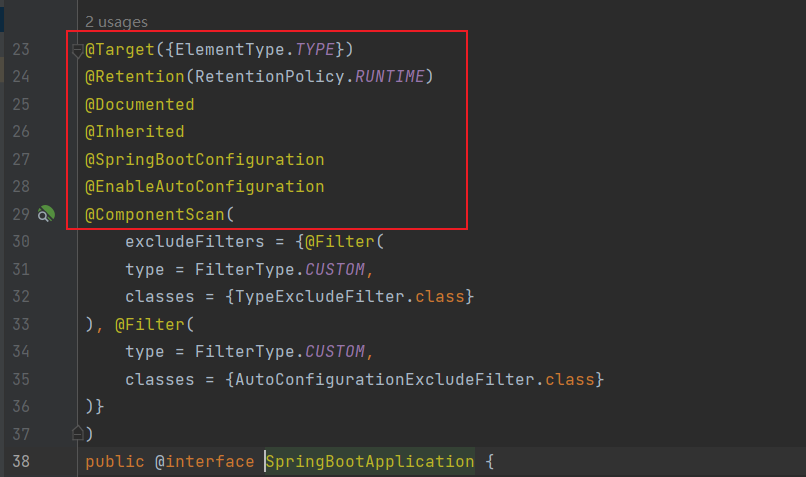 2 usages
23 @Target({ElementType.TYPE})
24 @Retention(RetentionPolicy.RUNTIME)
25 @Documented
26 @Inherited
27 @SpringBootConfiguration
28 @EnableAutoConfiguration
29 @ComponentScan(
30     excludeFilters = {@Filter(
31     type = FilterType.CUSTOM,
32     classes = {TypeExcludeFilter.class}
33 ), @Filter(
34     type = FilterType.CUSTOM,
35     classes = {AutoConfigurationExcludeFilter.class}
36 )}
37 )
38 public @interface SpringBootApplication {